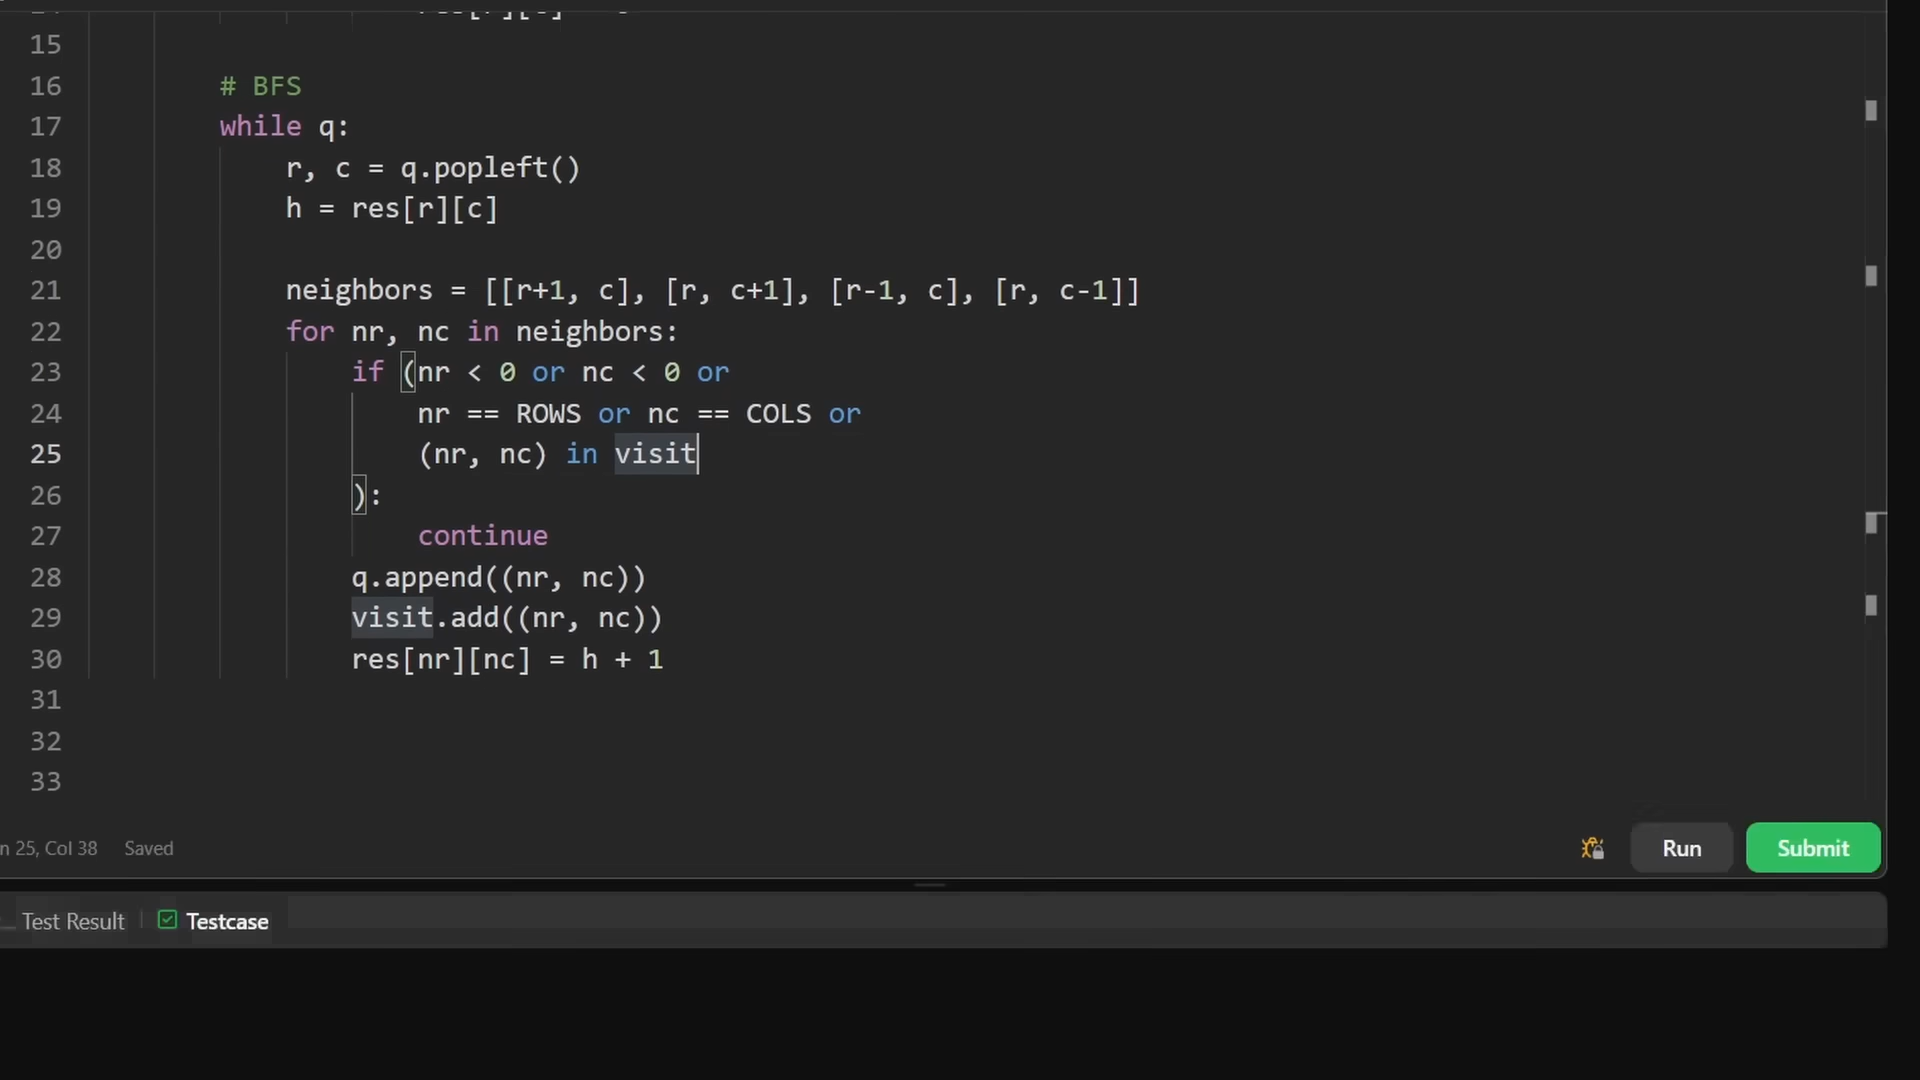 15
16 # BFS
17 while q:
18 r, c = q.popleft()
19 h = res[r][c]
20
21 neighbors = [[r+1, c], [r, c+1], [r-1, c], [r, c-1]]
22 for nr, nc in neighbors:
23 if (nr < 0 or nc < 0 or
24 nr == ROWS or nc == COLS or
25 (nr, nc) in visit
26 ):
27 continue
28 q.append((nr, nc))
29 visit.add((nr, nc))
30 res[nr][nc] = h + 1
31
32
33
n 25, Col 38 Saved
Run Submit
Test Result Testcase